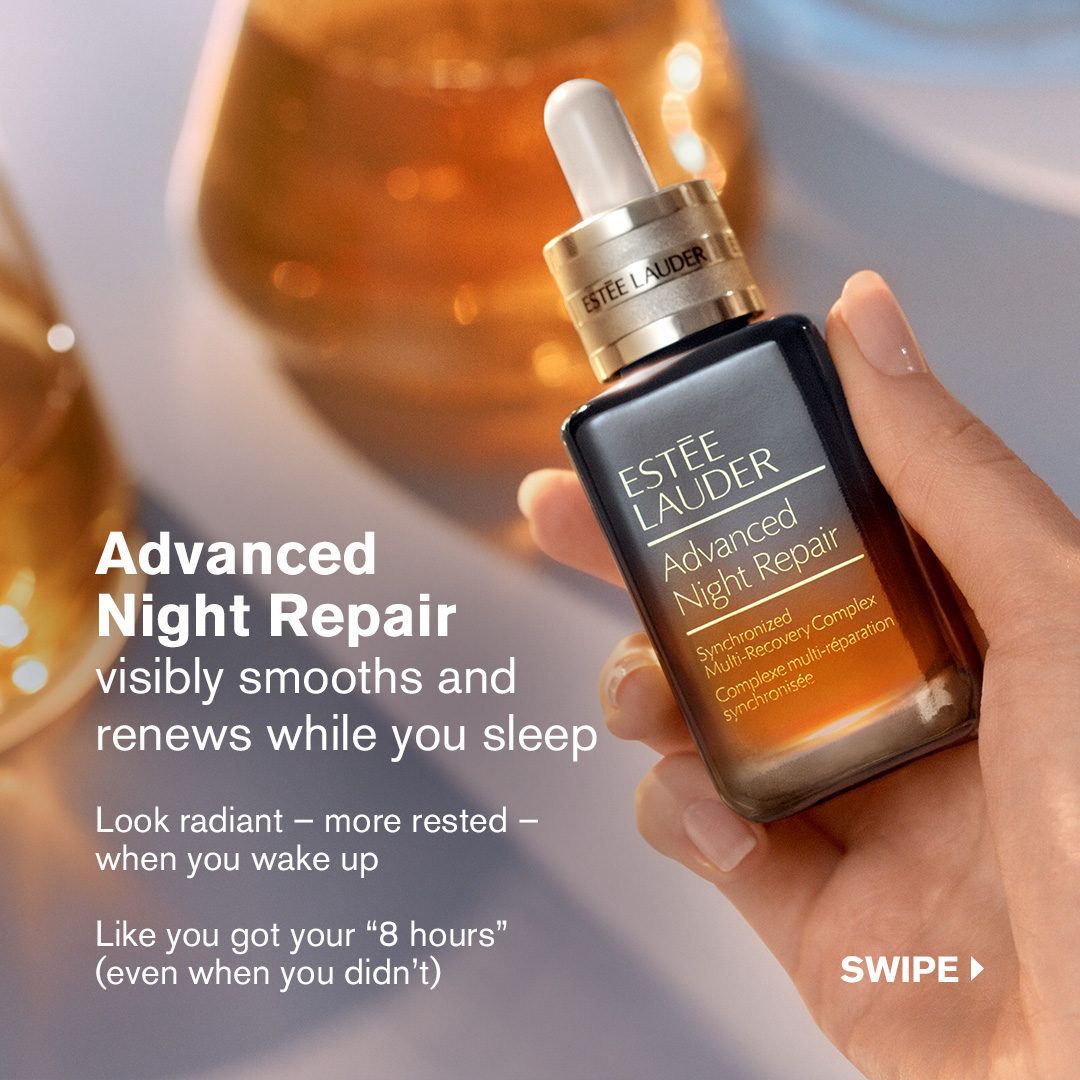 ESTĒE LAUDER
ESTĒE
LAUDER
Advanced
Night Repair
Synchronized
Multi-Recovery Complex
Complexe multi-réparation
synchronisée
Advanced
Night Repair
visibly smooths and
renews while you sleep
Look radiant – more rested –
when you wake up
Like you got your “8 hours”
(even when you didn’t)
SWIPE